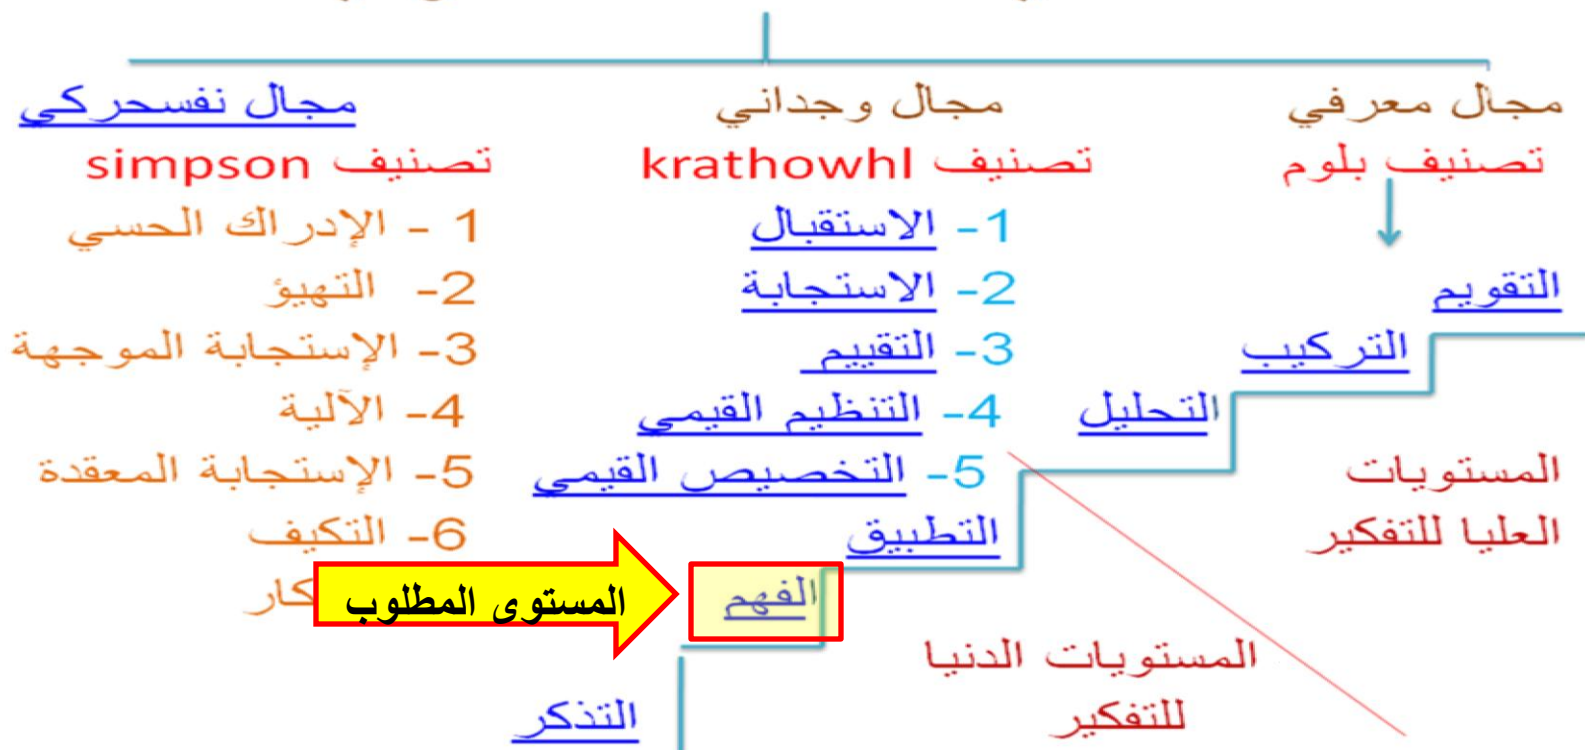 مجال معرفي
تصنيف بلوم
التقويم
التركيب
التحليل
التطبيق
الفهم
التذكر
المستويات
العليا للتفكير
المستويات الدنيا
للتفكير
مجال وجداني
تصنيف krathowhl
1- الاستقبال
2- الاستجابة
3- التقييم
4- التنظيم القيمي
5- التخصيص القيمي
مجال نفسحركي
تصنيف simpson
1 - الإدراك الحسي
2- التهيؤ
3- الإستجابة الموجهة
4- الآلية
5- الإستجابة المعقدة
6- التكيف
المستوى المطلوب